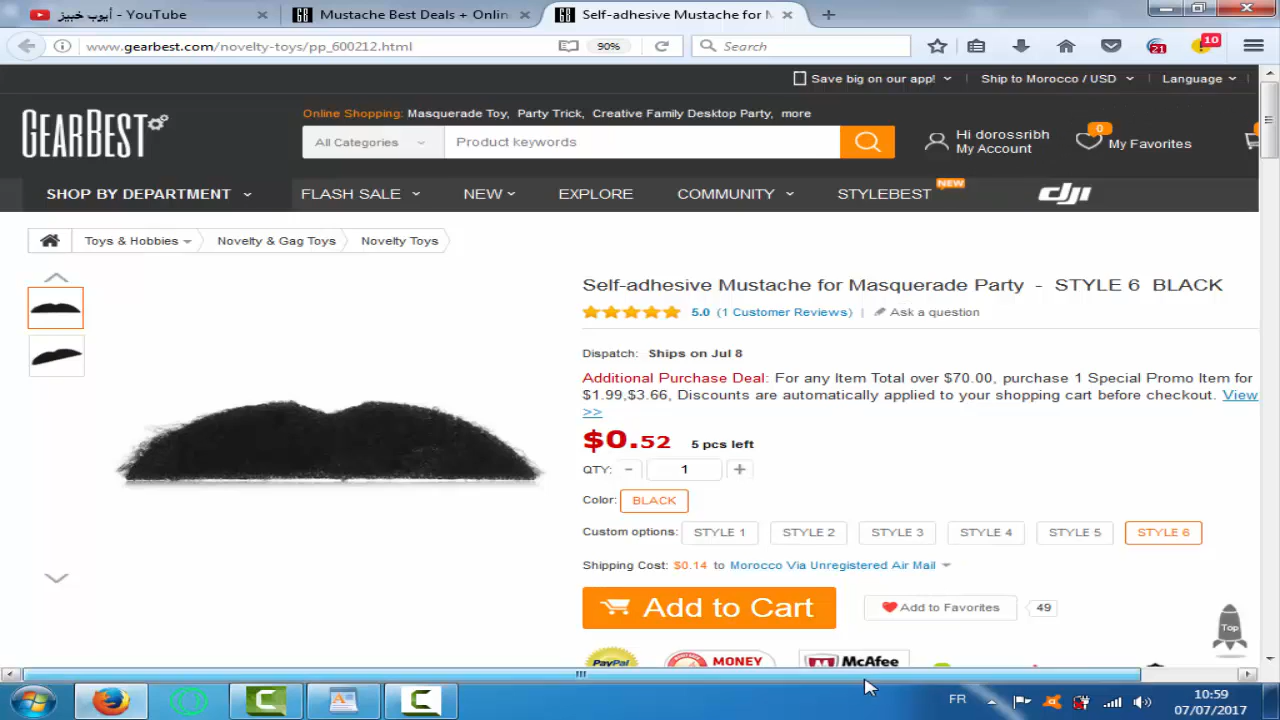 أيوب خبيز - YouTube
Mustache Best Deals + Onlin
Self-adhesive Mustache for M
www.gearbest.com/novelty-toys/pp_600212.html
90%
Search
21
10
Save big on our app!
Ship to Morocco / USD
Language
GEARBEST
Online Shopping: Masquerade Toy, Party Trick, Creative Family Desktop Party, more
All Categories
Product keywords
Hi dorossribh
My Account
0
My Favorites
SHOP BY DEPARTMENT
FLASH SALE
NEW
EXPLORE
COMMUNITY
STYLEBEST
NEW
dji
Toys & Hobbies
Novelty & Gag Toys
Novelty Toys
Self-adhesive Mustache for Masquerade Party - STYLE 6 BLACK
5.0 (1 Customer Reviews) | Ask a question
Dispatch: Ships on Jul 8
Additional Purchase Deal: For any Item Total over $70.00, purchase 1 Special Promo Item for
$1.99,$3.66, Discounts are automatically applied to your shopping cart before checkout. View
>>
$0.52 5 pcs left
QTY: - 1 +
Color: BLACK
Custom options: STYLE 1 STYLE 2 STYLE 3 STYLE 4 STYLE 5 STYLE 6
Shipping Cost: $0.14 to Morocco Via Unregistered Air Mail
Add to Cart
Add to Favorites
49
Top
PayPal
MONEY
McAfee
FR
10:59
07/07/2017